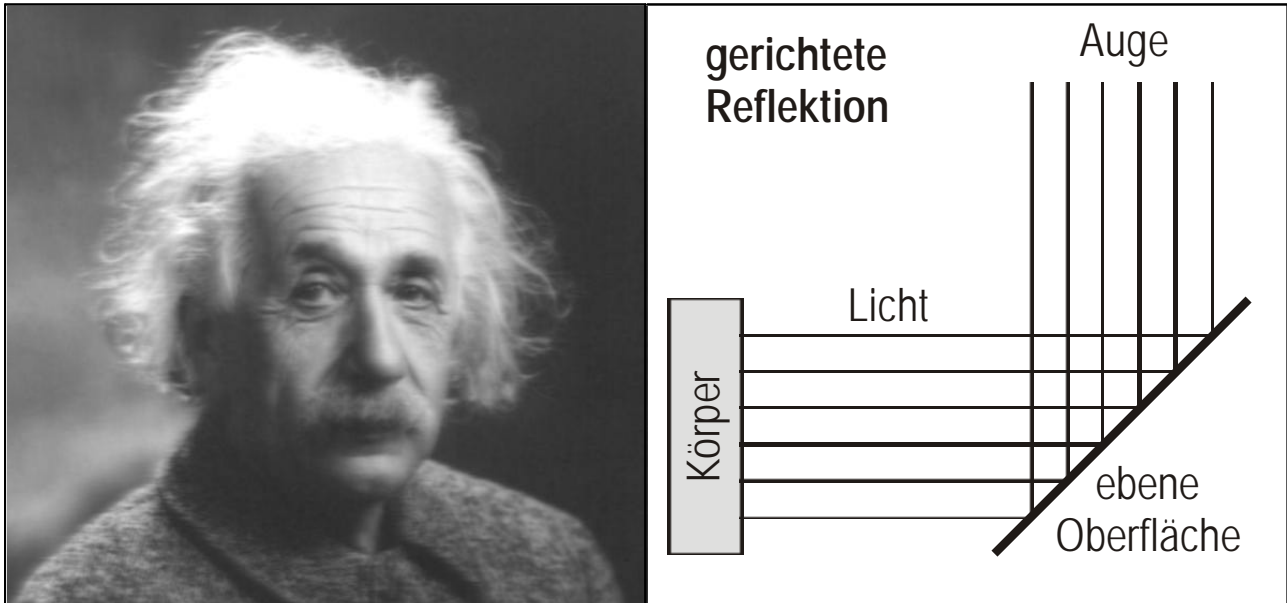 gerichtete
Reflektion
Auge
Licht
Körper
ebene
Oberfläche